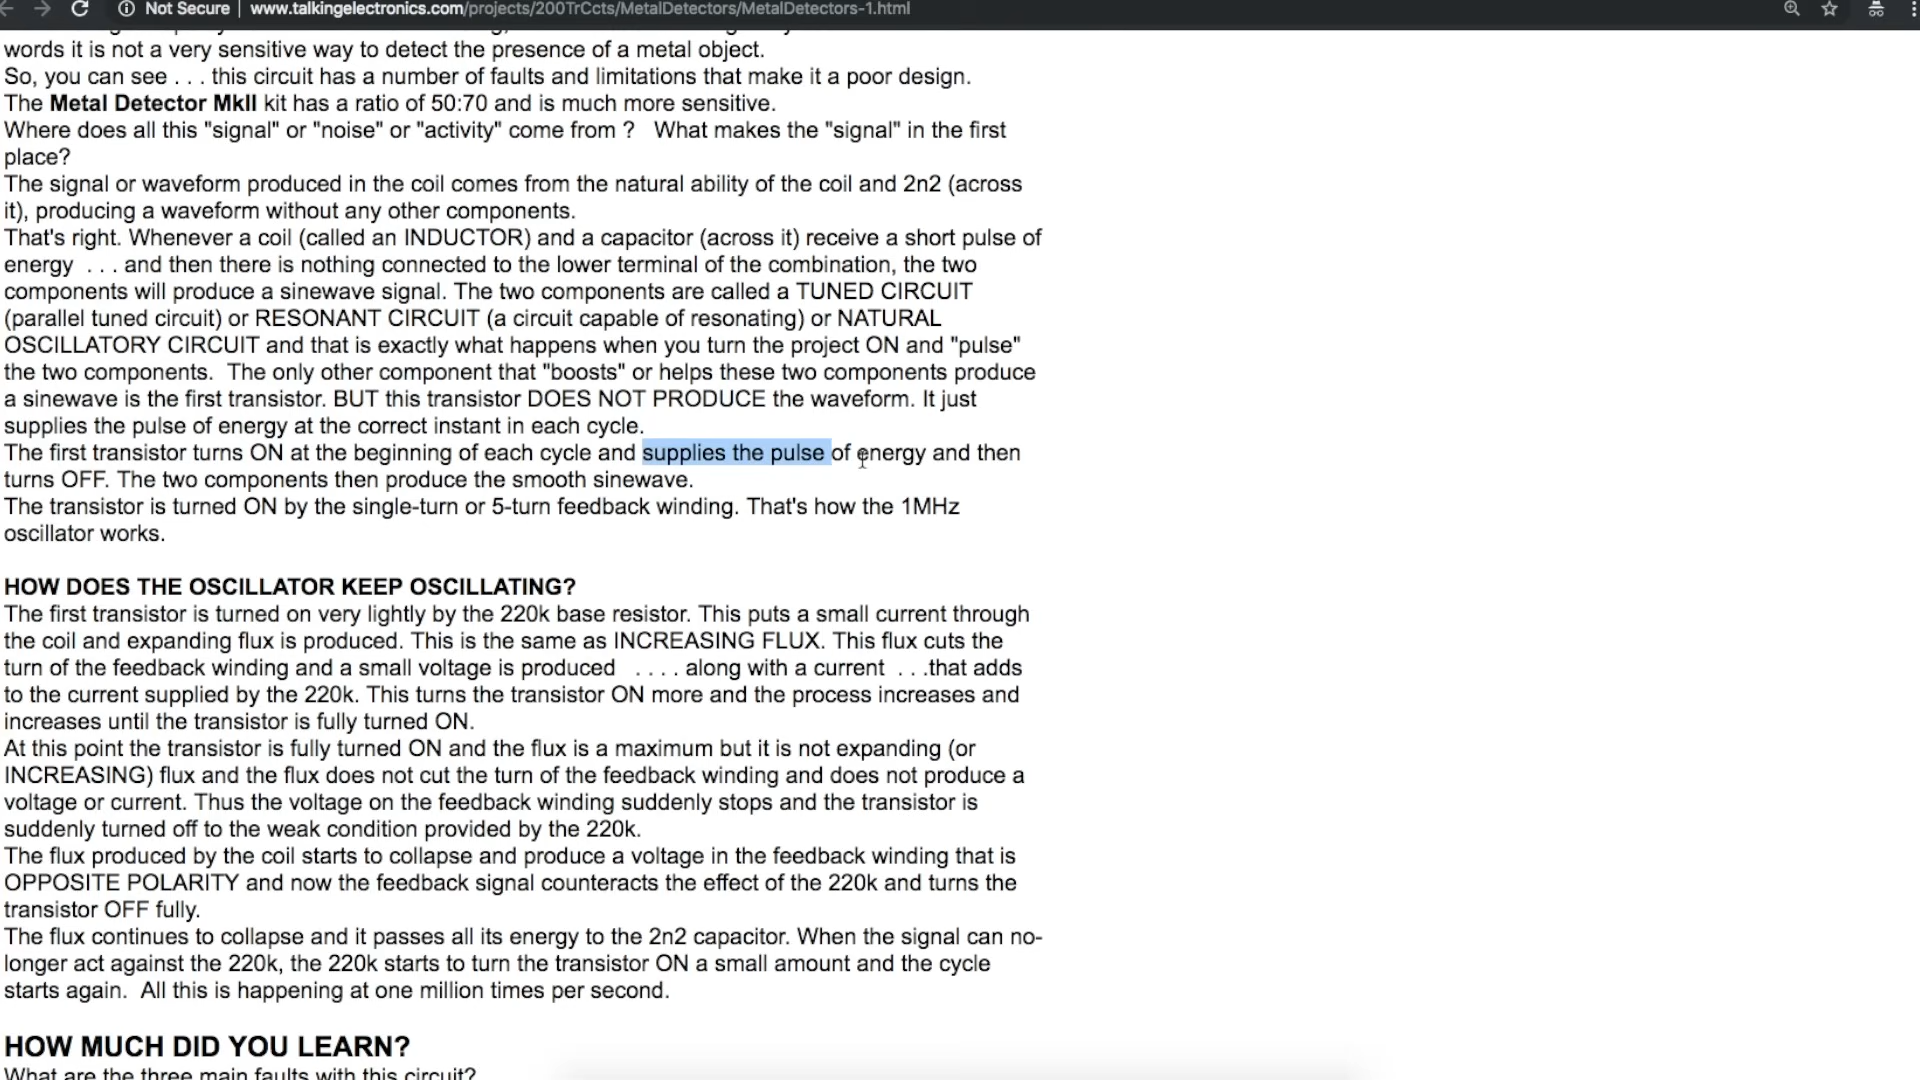 Not Secure | www.talkingelectronics.com/projects/200TrCcts/MetalDetectors/MetalDetectors-1.html
words it is not a very sensitive way to detect the presence of a metal object.
So, you can see . . . this circuit has a number of faults and limitations that make it a poor design.
The Metal Detector MkII kit has a ratio of 50:70 and is much more sensitive.
Where does all this "signal" or "noise" or "activity" come from ?   What makes the "signal" in the first
place?
The signal or waveform produced in the coil comes from the natural ability of the coil and 2n2 (across
it), producing a waveform without any other components.
That's right. Whenever a coil (called an INDUCTOR) and a capacitor (across it) receive a short pulse of
energy  . . . and then there is nothing connected to the lower terminal of the combination, the two
components will produce a sinewave signal. The two components are called a TUNED CIRCUIT
(parallel tuned circuit) or RESONANT CIRCUIT (a circuit capable of resonating) or NATURAL
OSCILLATORY CIRCUIT and that is exactly what happens when you turn the project ON and "pulse"
the two components.  The only other component that "boosts" or helps these two components produce
a sinewave is the first transistor. BUT this transistor DOES NOT PRODUCE the waveform. It just
supplies the pulse of energy at the correct instant in each cycle.
The first transistor turns ON at the beginning of each cycle and supplies the pulse of energy and then
turns OFF. The two components then produce the smooth sinewave.
The transistor is turned ON by the single-turn or 5-turn feedback winding. That's how the 1MHz
oscillator works.
HOW DOES THE OSCILLATOR KEEP OSCILLATING?
The first transistor is turned on very lightly by the 220k base resistor. This puts a small current through
the coil and expanding flux is produced. This is the same as INCREASING FLUX. This flux cuts the
turn of the feedback winding and a small voltage is produced   . . . . along with a current  . . .that adds
to the current supplied by the 220k. This turns the transistor ON more and the process increases and
increases until the transistor is fully turned ON.
At this point the transistor is fully turned ON and the flux is a maximum but it is not expanding (or
INCREASING) flux and the flux does not cut the turn of the feedback winding and does not produce a
voltage or current. Thus the voltage on the feedback winding suddenly stops and the transistor is
suddenly turned off to the weak condition provided by the 220k.
The flux produced by the coil starts to collapse and produce a voltage in the feedback winding that is
OPPOSITE POLARITY and now the feedback signal counteracts the effect of the 220k and turns the
transistor OFF fully.
The flux continues to collapse and it passes all its energy to the 2n2 capacitor. When the signal can no-
longer act against the 220k, the 220k starts to turn the transistor ON a small amount and the cycle
starts again.  All this is happening at one million times per second.
HOW MUCH DID YOU LEARN?
What are the three main faults with this circuit?